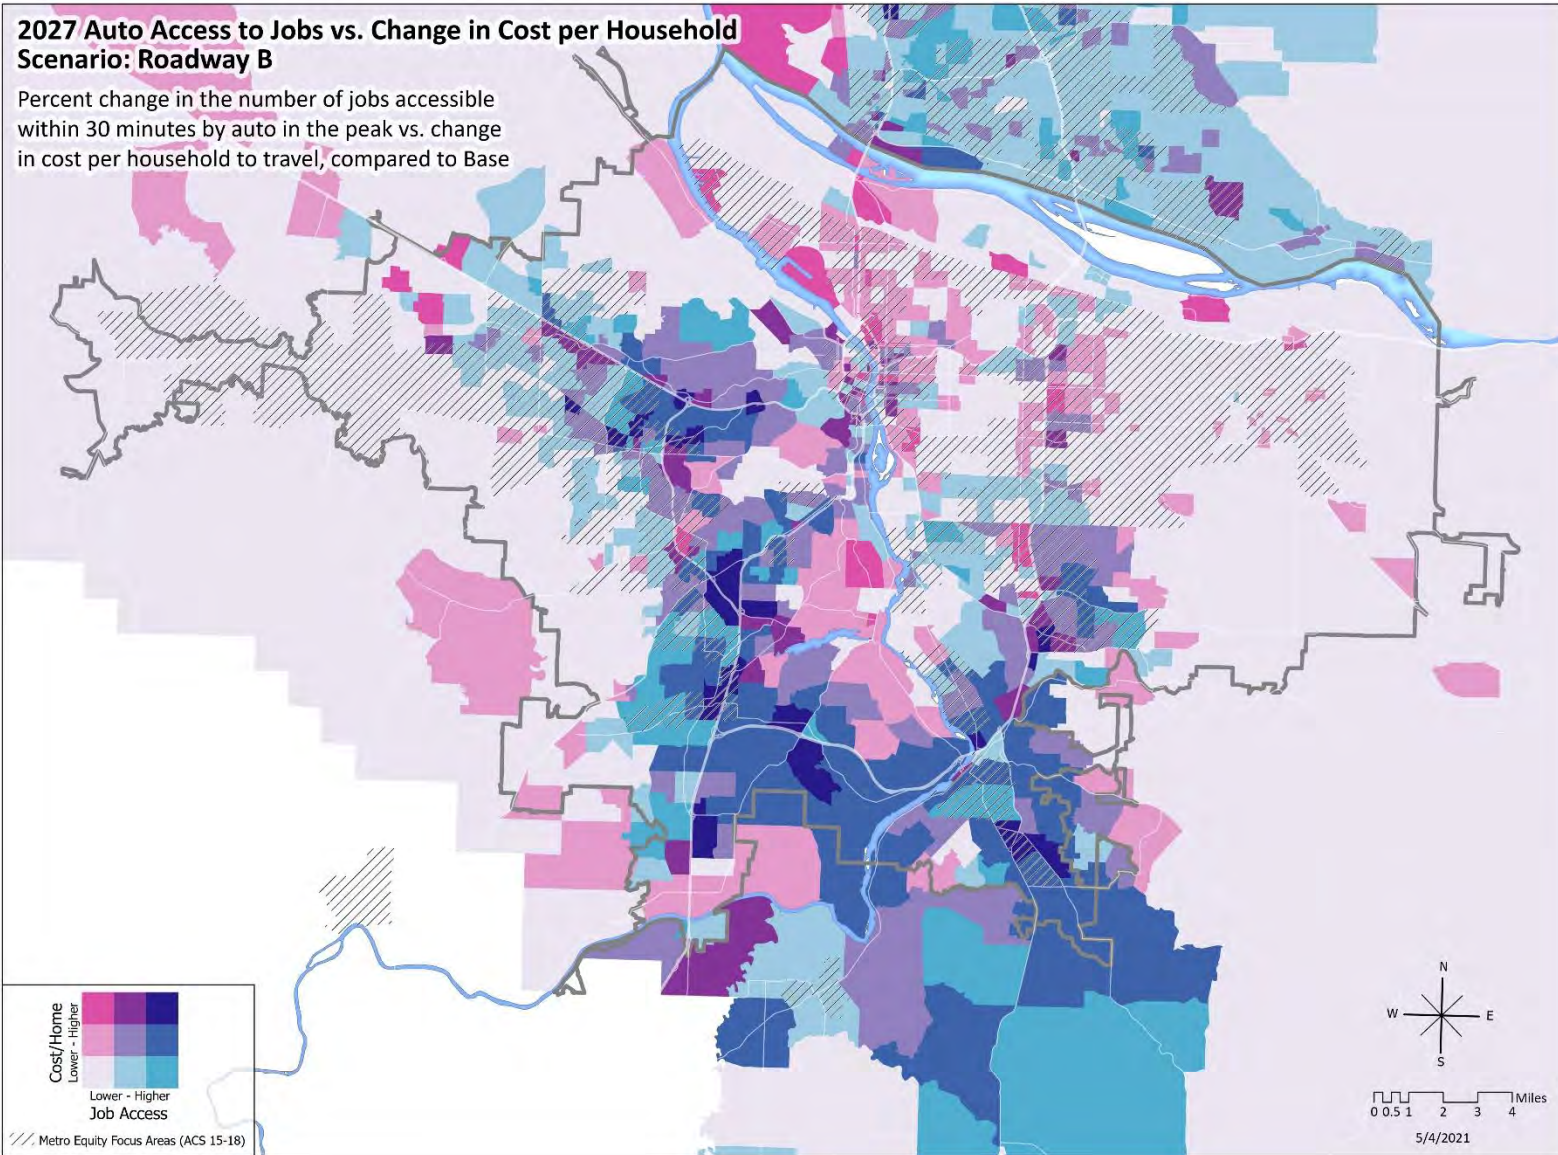 2027 Auto Access to Jobs vs. Change in Cost per Household
Scenario: Roadway B
Percent change in the number of jobs accessible
within 30 minutes by auto in the peak vs. change
in cost per household to travel, compared to Base
Cost/Home
Lower - Higher
Lower - Higher
Job Access
Metro Equity Focus Areas (ACS 15-18)
N
W E
S
Miles
0 0.5 1 2 3 4
5/4/2021